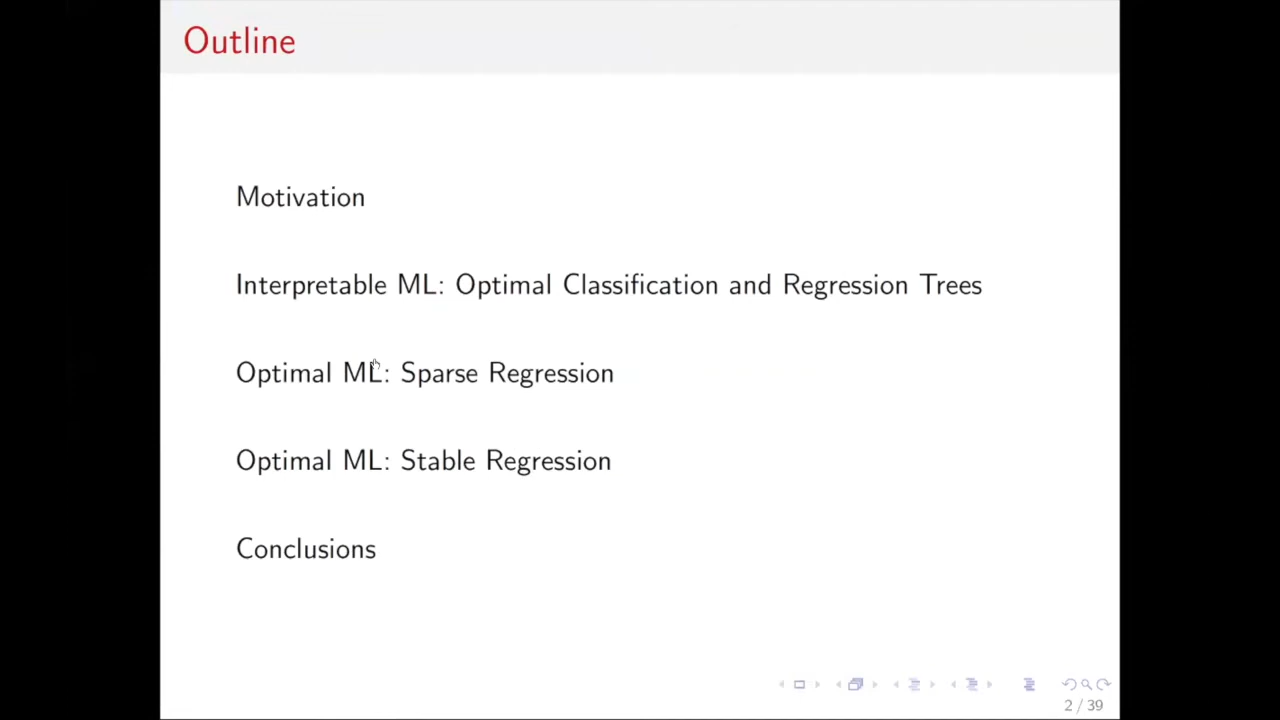 Outline
Motivation
Interpretable ML: Optimal Classification and Regression Trees
Optimal ML: Sparse Regression
Optimal ML: Stable Regression
Conclusions
2 / 39